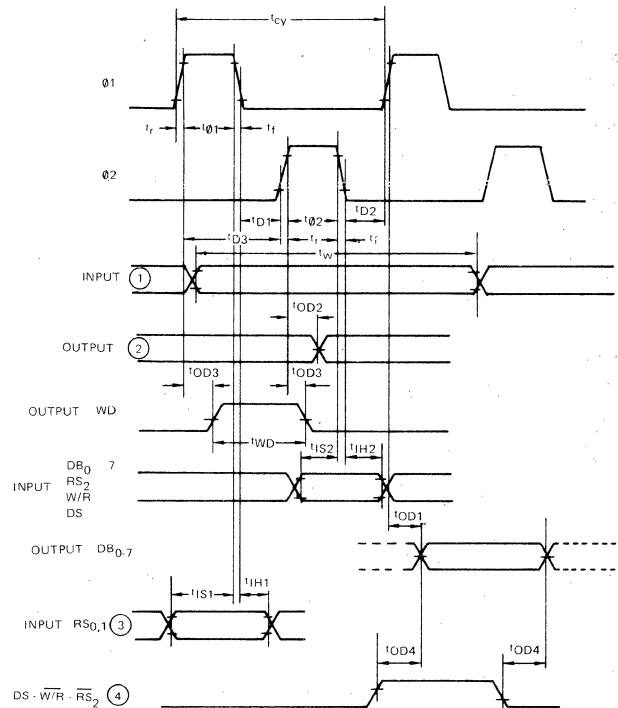 tcy
Ø1
tr tØ1 tf
Ø2
tD1 tØ2 tD2
tD3 tr tf
tw
INPUT 1
tOD2
OUTPUT 2
tOD3 tOD3
OUTPUT WD
tWD
tIS2 tIH2
DB0 7
INPUT RS2
W/R
DS
tOD1
OUTPUT DB0-7
tIS1 tIH1
INPUT RS0,1 3
tOD4 tOD4
DS · W/R · RS2 4